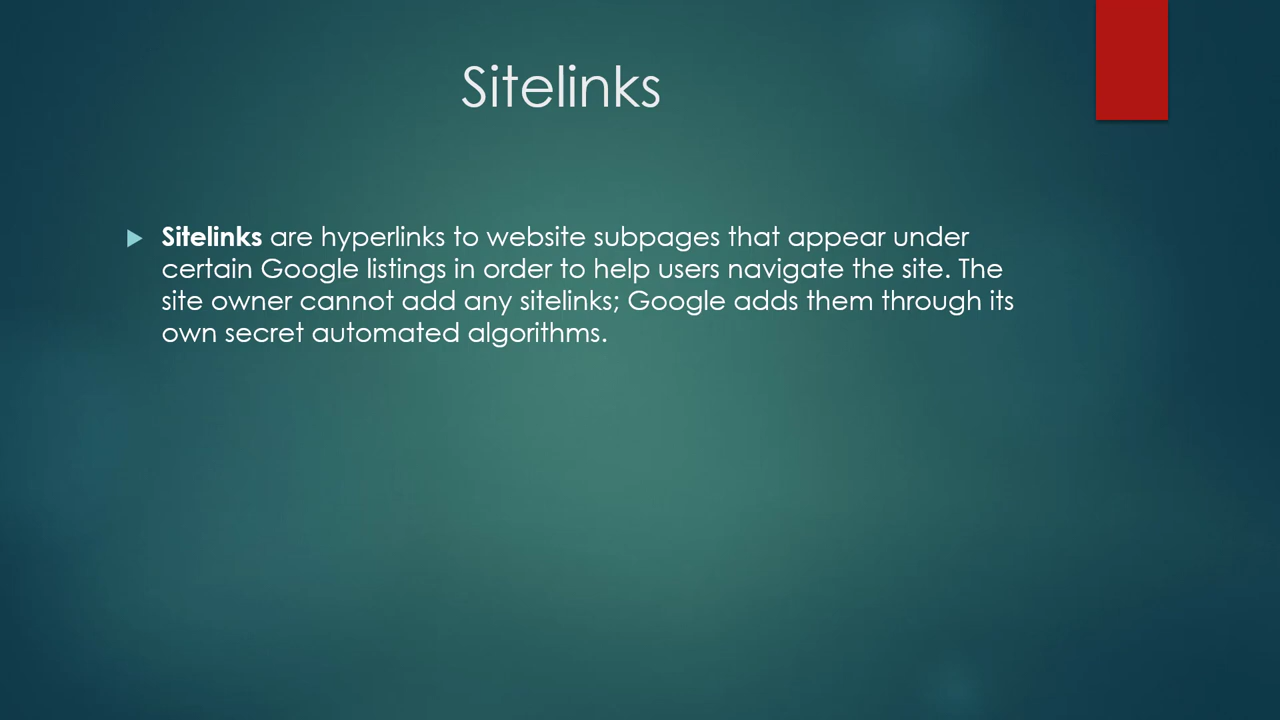 Sitelinks
Sitelinks are hyperlinks to website subpages that appear under
certain Google listings in order to help users navigate the site. The
site owner cannot add any sitelinks; Google adds them through its
own secret automated algorithms.